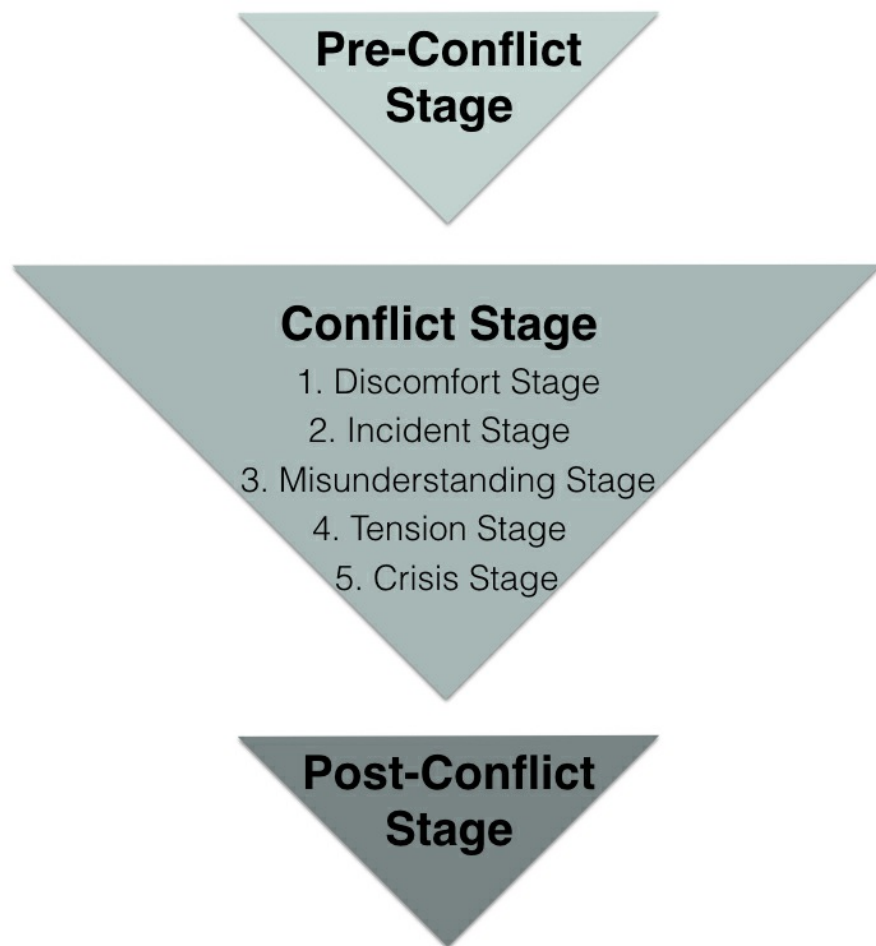 Pre-Conflict
Stage
Conflict Stage
1. Discomfort Stage
2. Incident Stage
3. Misunderstanding Stage
4. Tension Stage
5. Crisis Stage
Post-Conflict
Stage